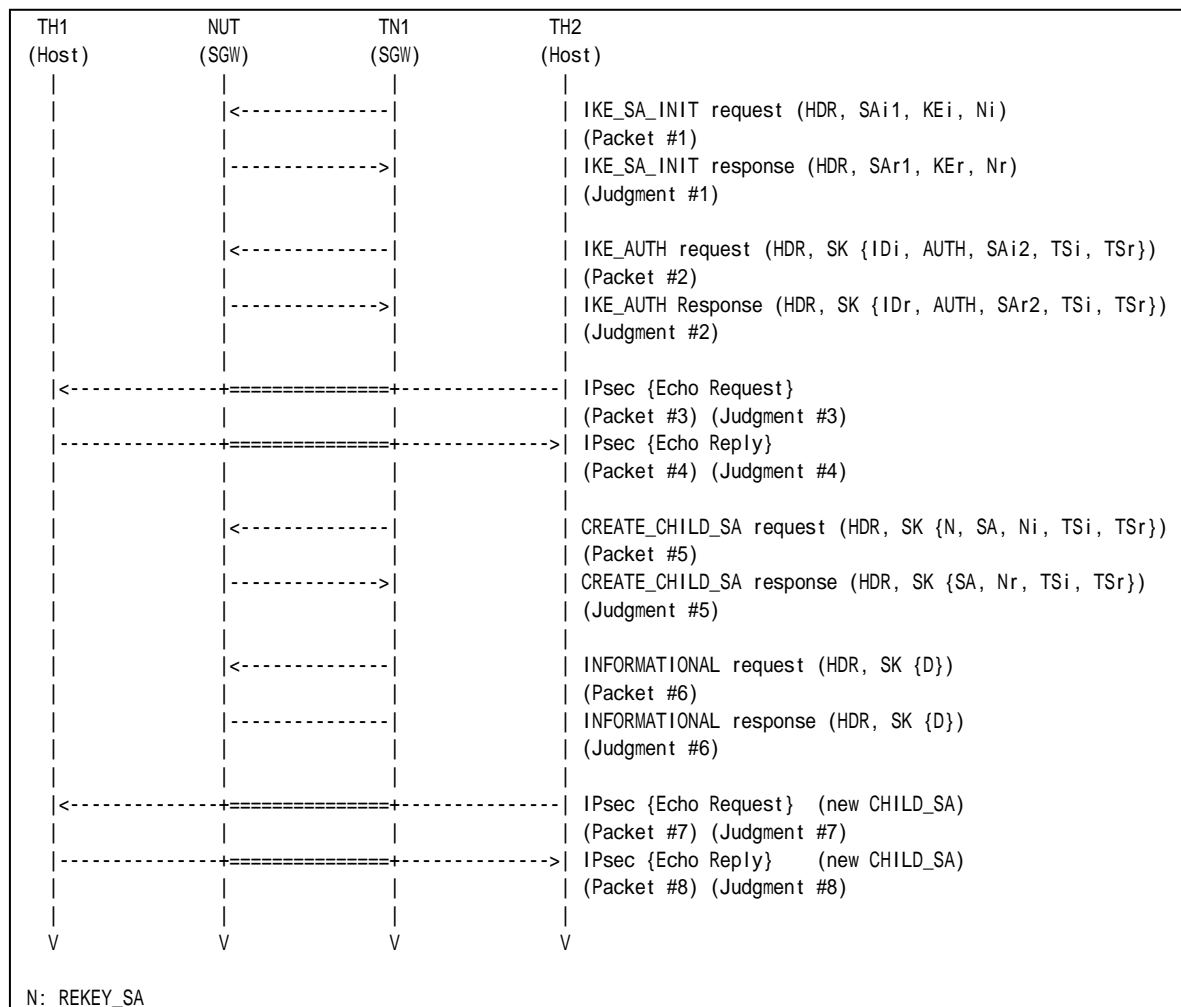 TH1 NUT TN1 TH2
(Host) (SGW) (SGW) (Host)
| | | |
| |<--------------| | IKE_SA_INIT request (HDR, SAi1, KEi, Ni)
| | | | (Packet #1)
| |-------------->| | IKE_SA_INIT response (HDR, SAr1, KEr, Nr)
| | | | (Judgment #1)
| | | |
| |<--------------| | IKE_AUTH request (HDR, SK {IDi, AUTH, SAi2, TSi, TSr})
| | | | (Packet #2)
| |-------------->| | IKE_AUTH Response (HDR, SK {IDr, AUTH, SAr2, TSi, TSr})
| | | | (Judgment #2)
| | | |
|<--------------+===============+--------------| IPsec {Echo Request}
| | | | (Packet #3) (Judgment #3)
|---------------+===============+------------->| IPsec {Echo Reply}
| | | | (Packet #4) (Judgment #4)
| | | |
| |<--------------| | CREATE_CHILD_SA request (HDR, SK {N, SA, Ni, TSi, TSr})
| | | | (Packet #5)
| |-------------->| | CREATE_CHILD_SA response (HDR, SK {SA, Nr, TSi, TSr})
| | | | (Judgment #5)
| | | |
| |<--------------| | INFORMATIONAL request (HDR, SK {D})
| | | | (Packet #6)
| |---------------| | INFORMATIONAL response (HDR, SK {D})
| | | | (Judgment #6)
| | | |
|<--------------+===============+--------------| IPsec {Echo Request} (new CHILD_SA)
| | | | (Packet #7) (Judgment #7)
|---------------+===============+------------->| IPsec {Echo Reply} (new CHILD_SA)
| | | | (Packet #8) (Judgment #8)
| | | |
V V V V
N: REKEY_SA